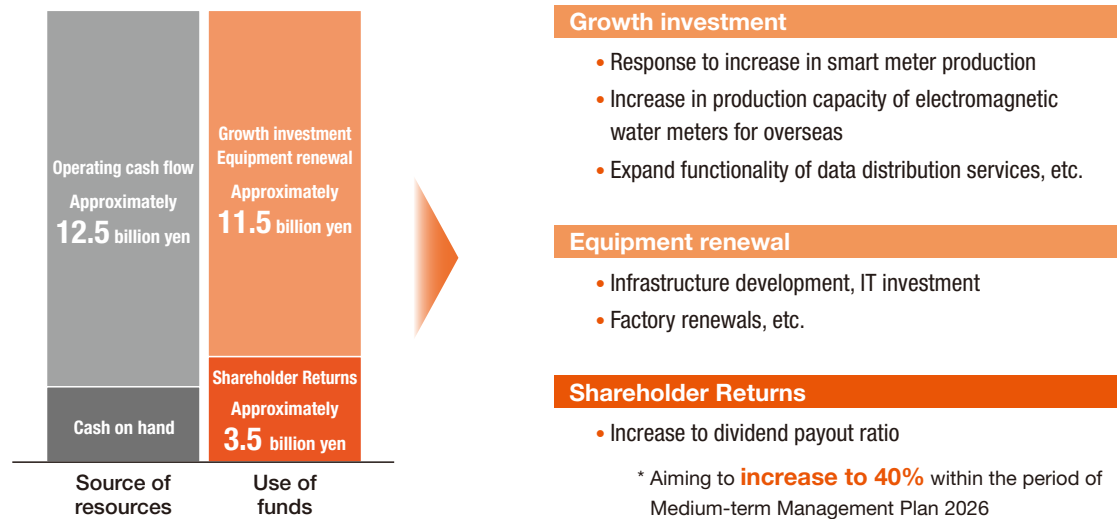 Operating cash flow
Approximately
12.5 billion yen
Cash on hand
Source of
resources
Growth investment
Equipment renewal
Approximately
11.5 billion yen
Shareholder Returns
Approximately
3.5 billion yen
Use of
funds
Growth investment
• Response to increase in smart meter production
• Increase in production capacity of electromagnetic
water meters for overseas
• Expand functionality of data distribution services, etc.
Equipment renewal
• Infrastructure development, IT investment
• Factory renewals, etc.
Shareholder Returns
• Increase to dividend payout ratio
* Aiming to increase to 40% within the period of
Medium-term Management Plan 2026